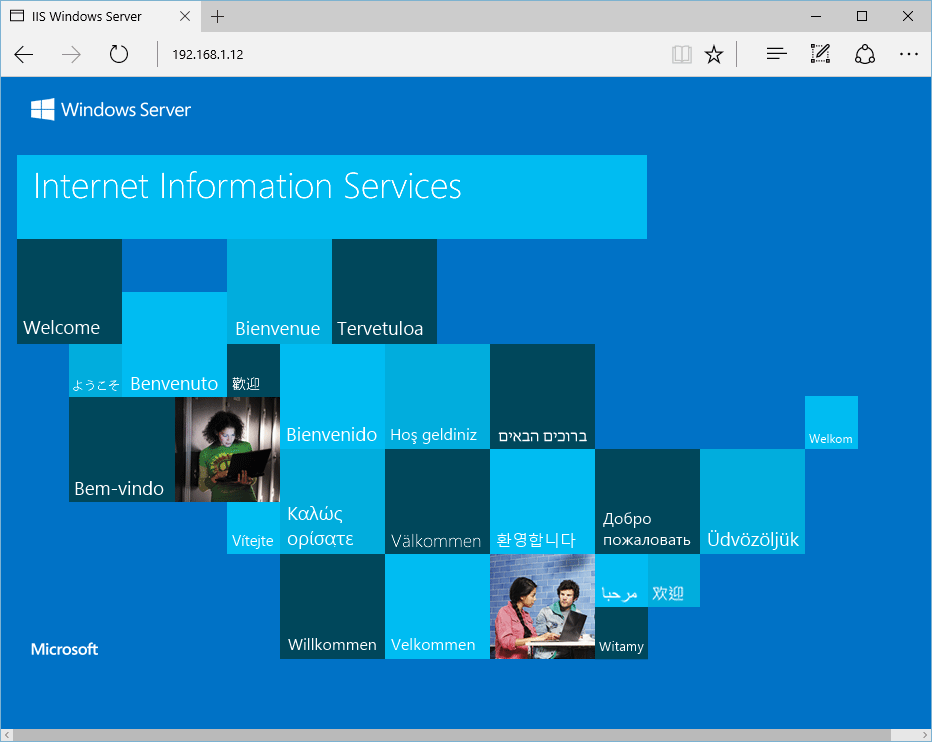 IIS Windows Server
192.168.1.12
Windows Server
Internet Information Services
Welcome
Bienvenue
Tervetuloa
ようこそ
Benvenuto
歡迎
Bienvenido
Hoş geldiniz
ברוכים הבאים
Welkom
Bem-vindo
Vítejte
Καλώς
ορίσατε
Välkommen
환영합니다
Добро
пожаловать
Üdvözöljük
Willkommen
Velkommen
مرحبا
欢迎
Witamy
Microsoft